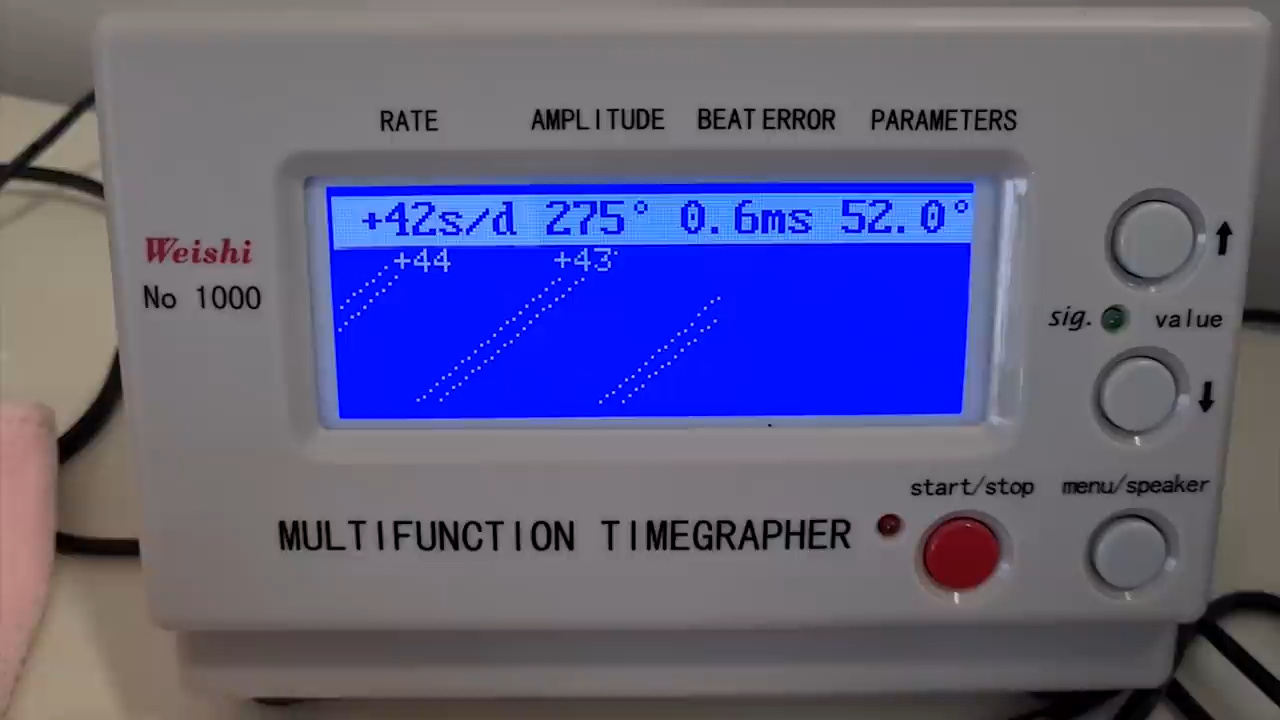 RATE AMPLITUDE BEAT ERROR PARAMETERS
+42s/d 275° 0.6ms 52.0°
+44 +43
Weishi
No 1000
sig. value
start/stop menu/speaker
MULTIFUNCTION TIMEGRAPHER